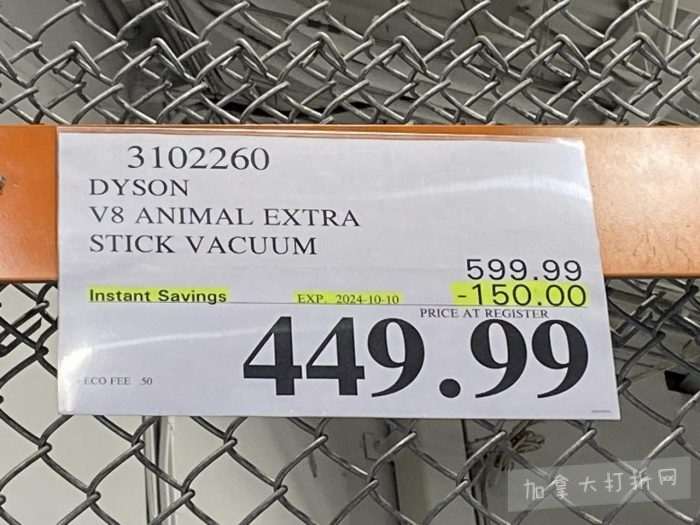 3102260
DYSON
V8 ANIMAL EXTRA
STICK VACUUM
599.99
Instant Savings EXP. 2024-10-10 -150.00
PRICE AT REGISTER
449.99
ECO FEE .50
加拿大打折网